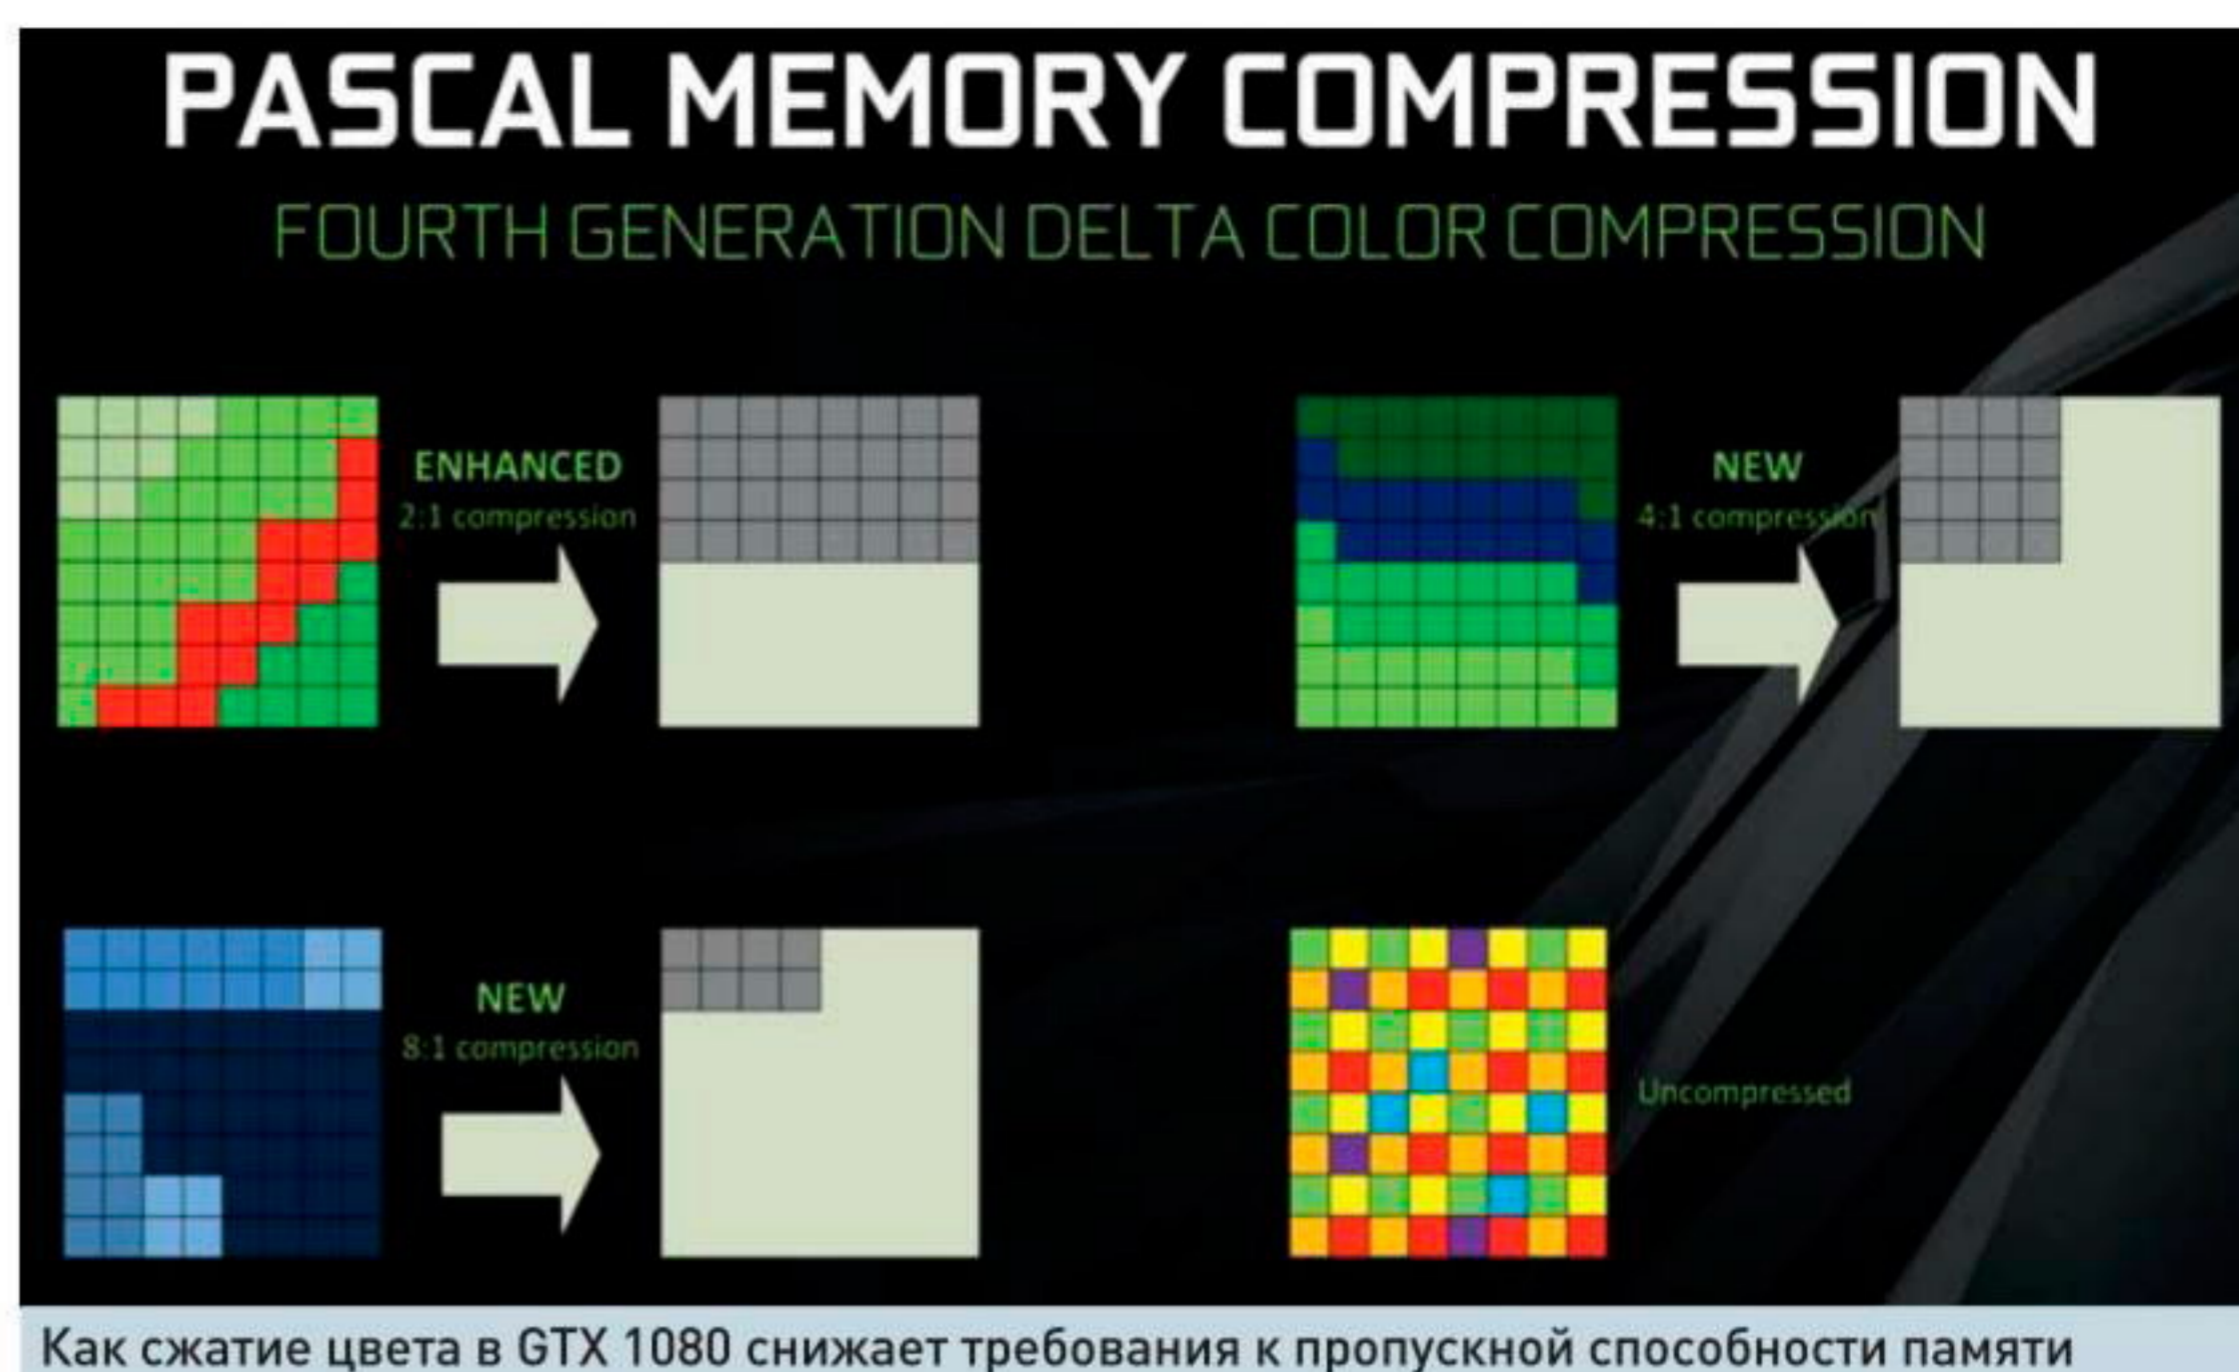 PASCAL MEMORY COMPRESSION
FOURTH GENERATION DELTA COLOR COMPRESSION
ENHANCED
2:1 compression
NEW
4:1 compression
NEW
8:1 compression
Uncompressed
Как сжатие цвета в GTX 1080 снижает требования к пропускной способности памяти